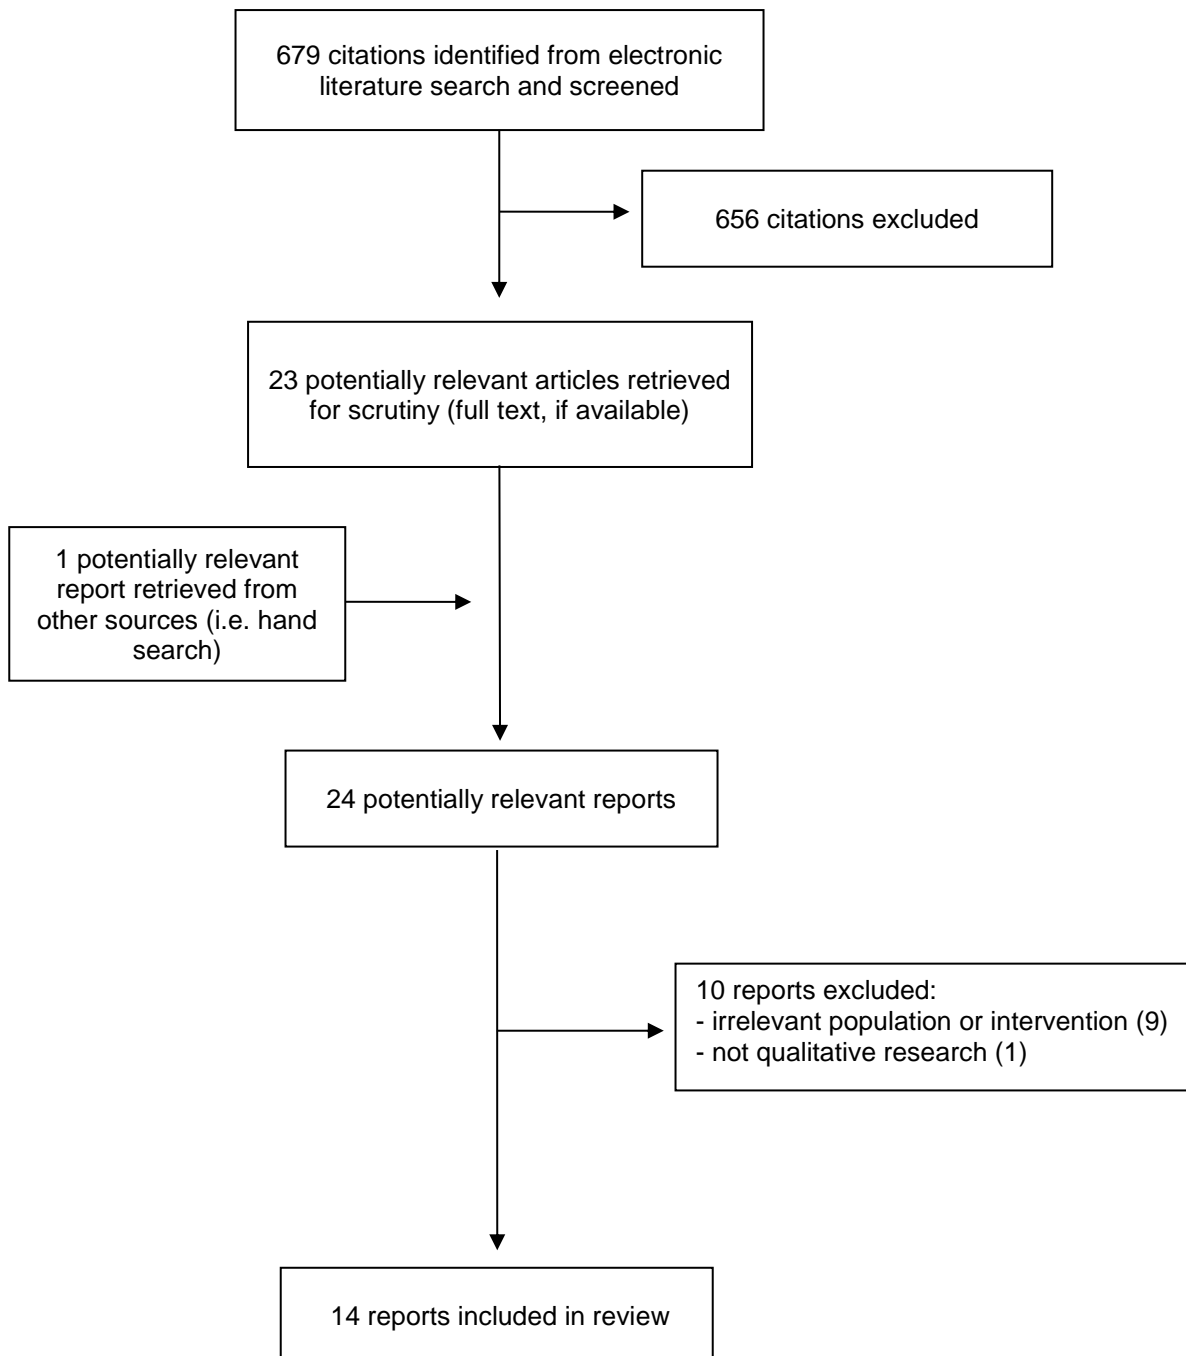 679 citations identified from electronic
literature search and screened
656 citations excluded
23 potentially relevant articles retrieved
for scrutiny (full text, if available)
1 potentially relevant
report retrieved from
other sources (i.e. hand
search)
24 potentially relevant reports
10 reports excluded:
- irrelevant population or intervention (9)
- not qualitative research (1)
14 reports included in review